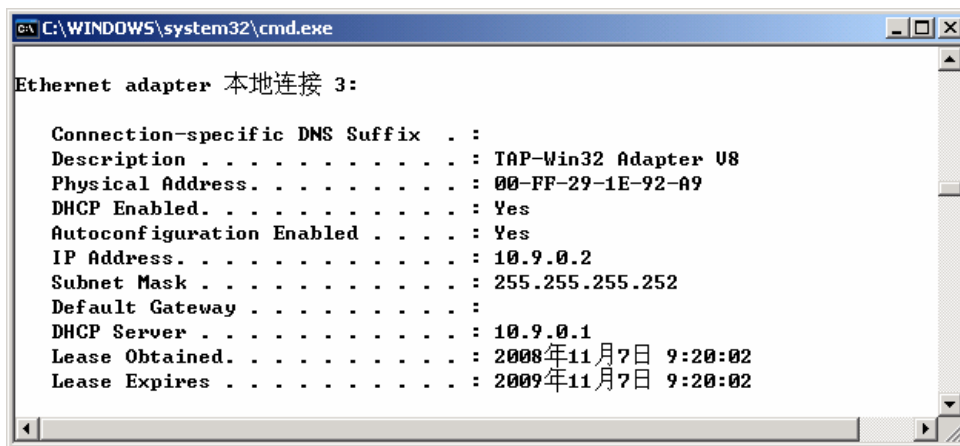 C:\WINDOWS\system32\cmd.exe
Ethernet adapter 本地连接 3:
Connection-specific DNS Suffix  . :
Description . . . . . . . . . . . : TAP-Win32 Adapter V8
Physical Address. . . . . . . . . : 00-FF-29-1E-92-A9
DHCP Enabled. . . . . . . . . . . : Yes
Autoconfiguration Enabled . . . . : Yes
IP Address. . . . . . . . . . . . : 10.9.0.2
Subnet Mask . . . . . . . . . . . : 255.255.255.252
Default Gateway . . . . . . . . . :
DHCP Server . . . . . . . . . . . : 10.9.0.1
Lease Obtained. . . . . . . . . . : 2008年11月7日 9:20:02
Lease Expires . . . . . . . . . . : 2009年11月7日 9:20:02